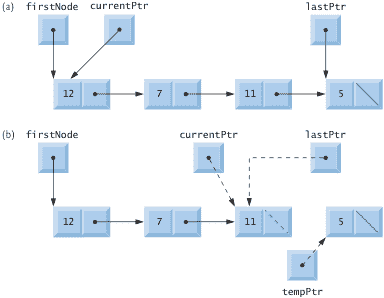 (a) firstNode currentPtr lastPtr
12 7 11 5
(b) firstNode currentPtr lastPtr
12 7 11 5
tempPtr